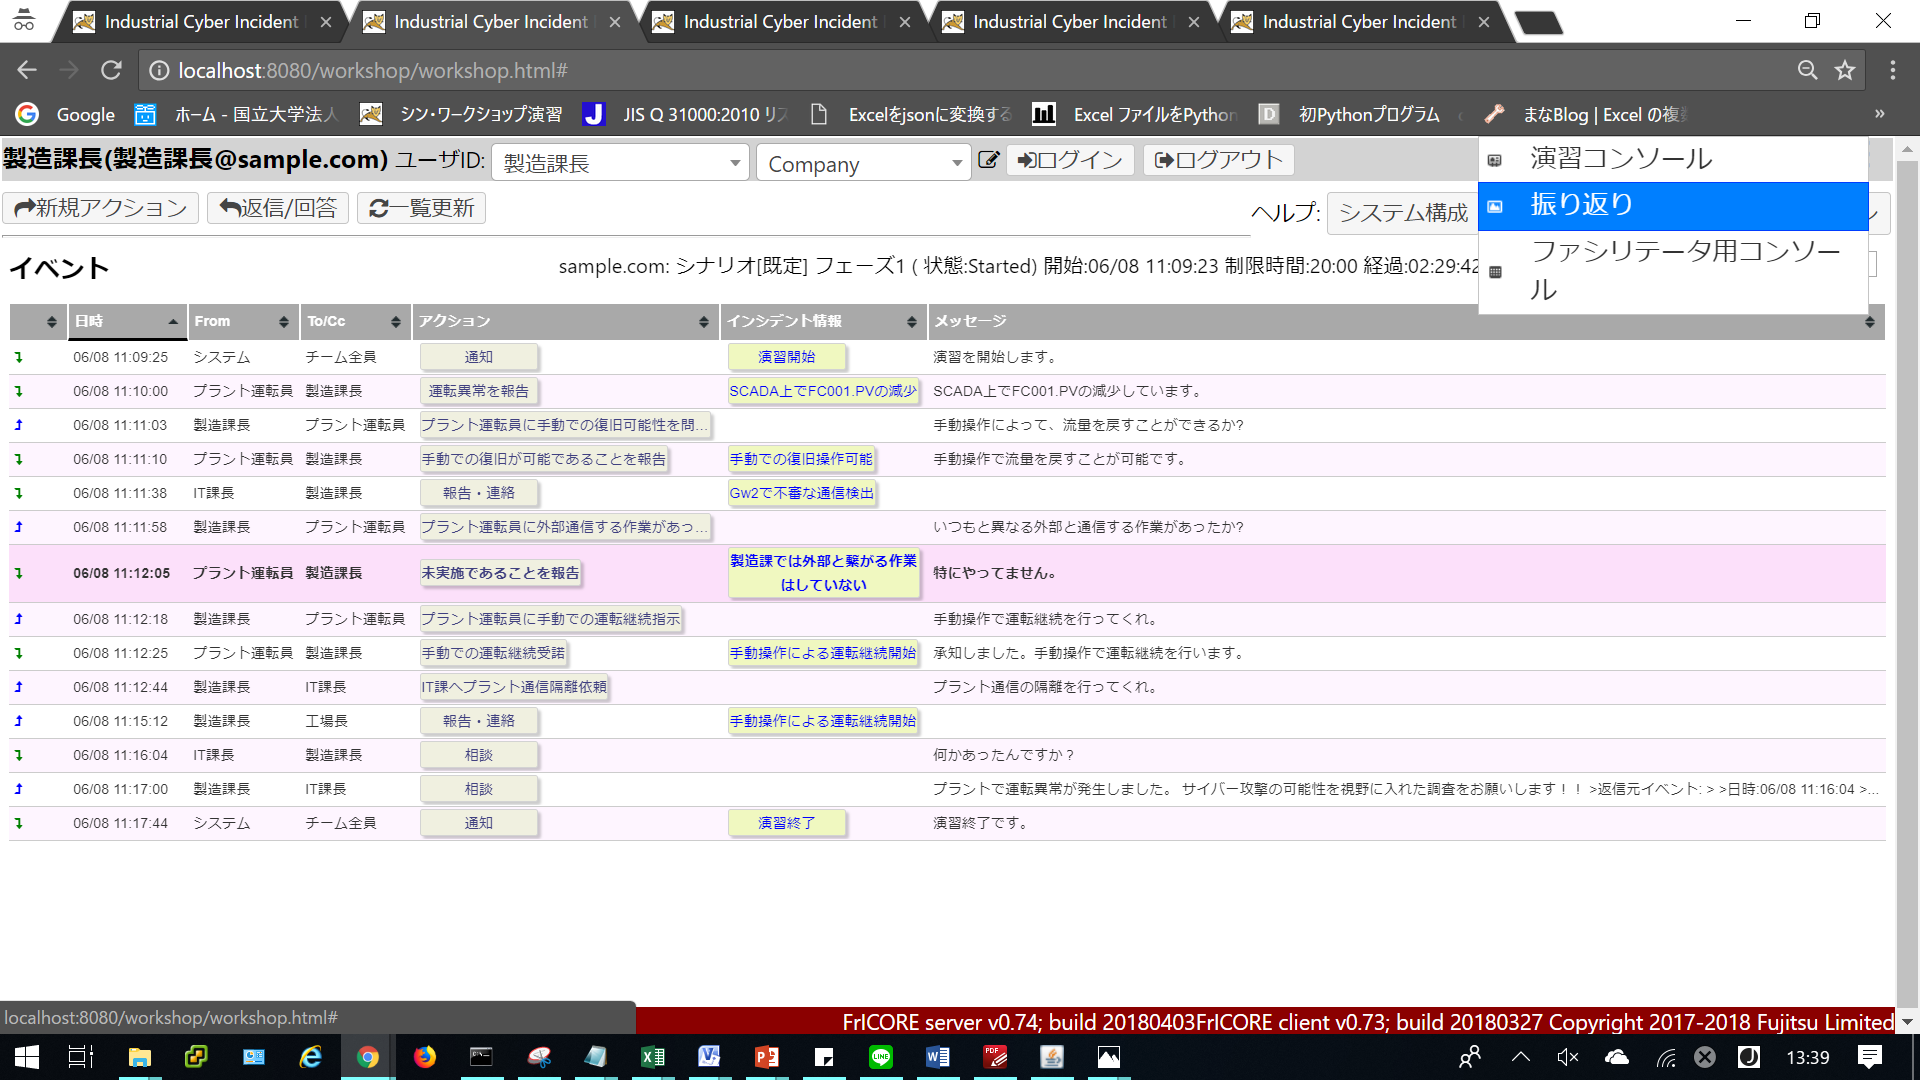 Industrial Cyber Incident
Industrial Cyber Incident
Industrial Cyber Incident
Industrial Cyber Incident
Industrial Cyber Incident
localhost:8080/workshop/workshop.html#
Google
ホーム - 国立大学法人
シン・ワークショップ演習
JIS Q 31000:2010 リス
Excelをjsonに変換する
Excel ファイルをPython
初Pythonプログラム
まなBlog | Excel の複数
»
製造課長(製造課長@sample.com) ユーザID: 製造課長 Company ログイン ログアウト
演習コンソール
振り返り
ファシリテータ用コンソール
新規アクション 返信/回答 一覧更新 ヘルプ: システム構成
イベント
sample.com: シナリオ[既定] フェーズ1 ( 状態:Started) 開始:06/08 11:09:23 制限時間:20:00 経過:02:29:42
日時 From To/Cc アクション インシデント情報 メッセージ
06/08 11:09:25 システム チーム全員 通知 演習開始 演習を開始します。
06/08 11:10:00 プラント運転員 製造課長 運転異常を報告 SCADA上でFC001.PVの減少 SCADA上でFC001.PVの減少しています。
06/08 11:11:03 製造課長 プラント運転員 プラント運転員に手動での復旧可能性を問... 手動操作によって、流量を戻すことができるか?
06/08 11:11:10 プラント運転員 製造課長 手動での復旧が可能であることを報告 手動での復旧操作可能 手動操作で流量を戻すことが可能です。
06/08 11:11:38 IT課長 製造課長 報告・連絡 Gw2で不審な通信検出
06/08 11:11:58 製造課長 プラント運転員 プラント運転員に外部通信する作業があっ... いつもと異なる外部と通信する作業があったか?
06/08 11:12:05 プラント運転員 製造課長 未実施であることを報告 製造課では外部と繋がる作業はしていない 特にやってません。
06/08 11:12:18 製造課長 プラント運転員 プラント運転員に手動での運転継続指示 手動操作で運転継続を行ってくれ。
06/08 11:12:25 プラント運転員 製造課長 手動での運転継続受諾 手動操作による運転継続開始 承知しました。手動操作で運転継続を行います。
06/08 11:12:44 製造課長 IT課長 IT課へプラント通信隔離依頼 プラント通信の隔離を行ってくれ。
06/08 11:15:12 製造課長 工場長 報告・連絡 手動操作による運転継続開始
06/08 11:16:04 IT課長 製造課長 相談 何かあったんですか？
06/08 11:17:00 製造課長 IT課長 相談 プラントで運転異常が発生しました。 サイバー攻撃の可能性を視野に入れた調査をお願いします！！ >返信元イベント: > >日時:06/08 11:16:04 >...
06/08 11:17:44 システム チーム全員 通知 演習終了 演習終了です。
localhost:8080/workshop/workshop.html#
FrICORE server v0.74; build 20180403FrICORE client v0.73; build 20180327 Copyright 2017-2018 Fujitsu Limited
13:39